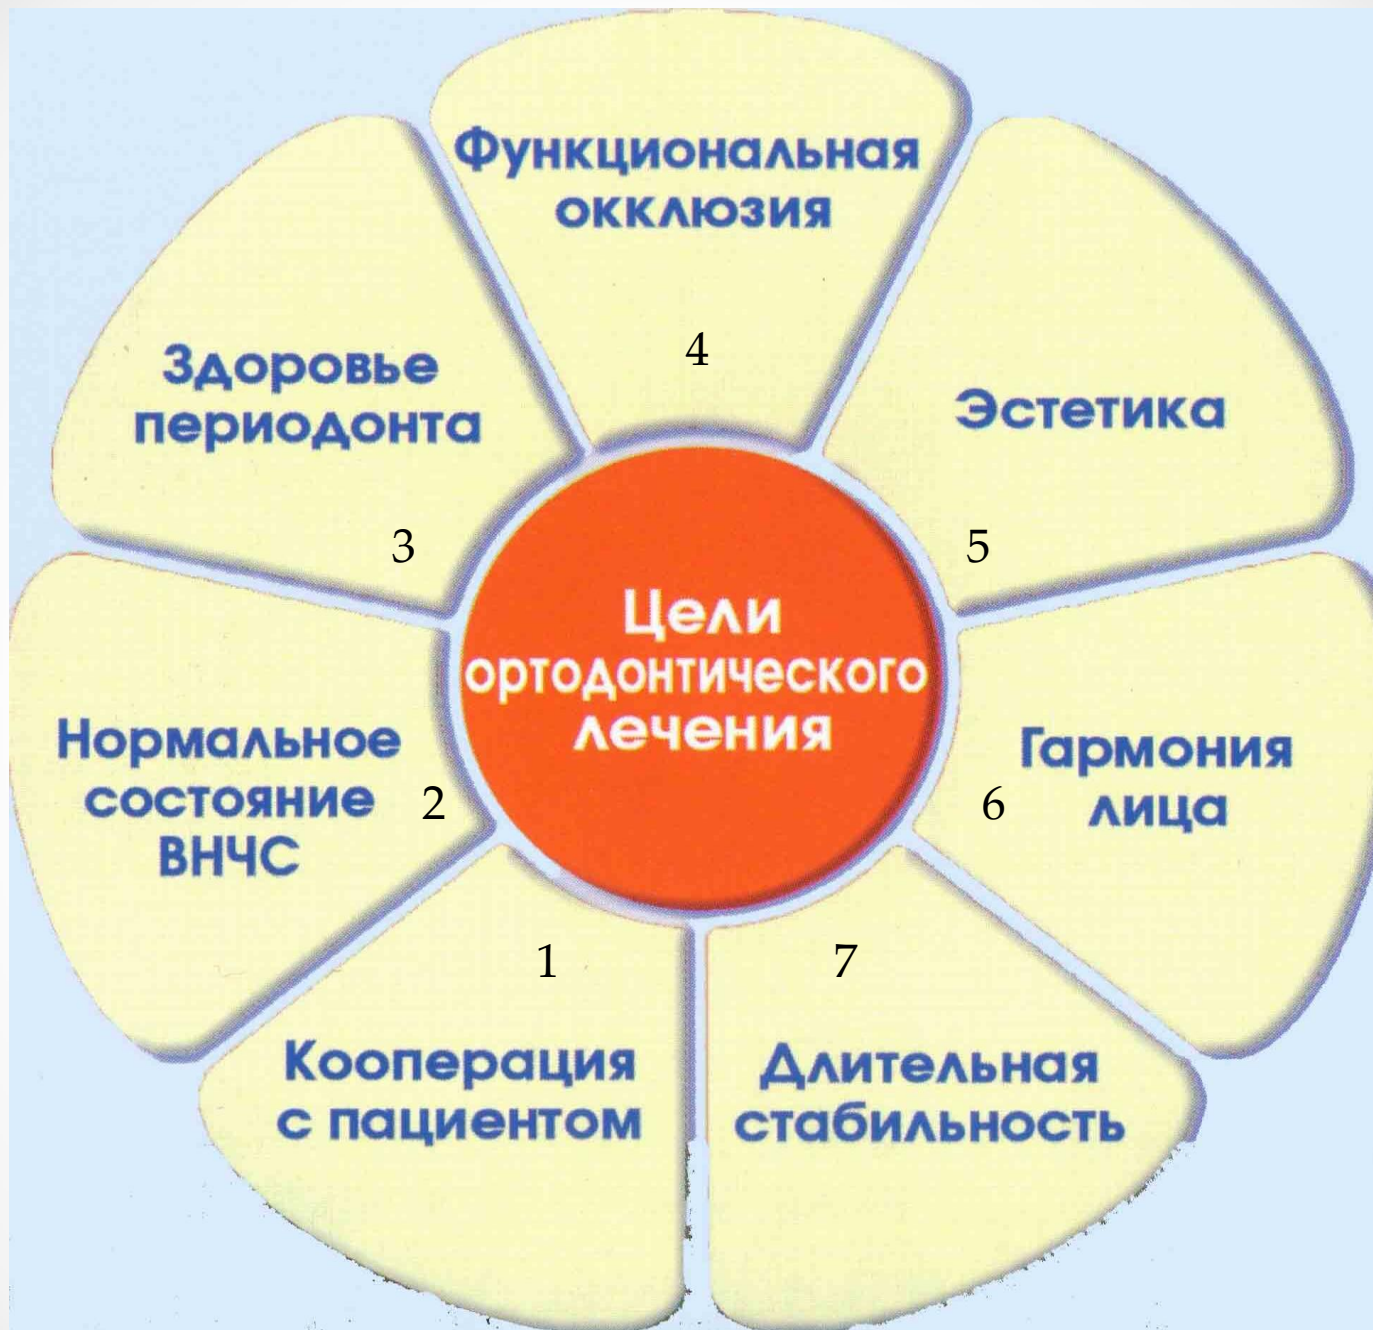 Функциональная
окклюзия
4
Здоровье
периодонта
3
Эстетика
5
Цели
ортодонтического
лечения
Нормальное
состояние
ВНЧС
2
Гармония
лица
6
1
Кооперация
с пациентом
7
Длительная
стабильность